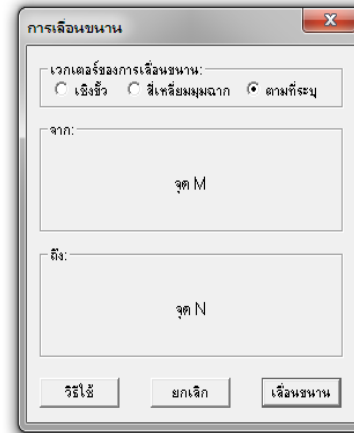 การเลื่อนขนาน
เวกเตอร์ของการเลื่อนขนาน:
เชิงขั้ว สี่เหลี่ยมมุมฉาก ตามที่ระบุ
จาก:
จุด M
ถึง:
จุด N
วิธีใช้ ยกเลิก เลื่อนขนาน